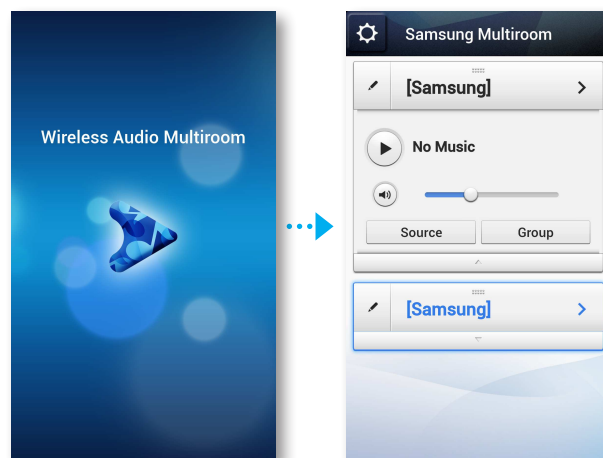 Wireless Audio Multiroom
Samsung Multiroom
[Samsung]
No Music
Source Group
[Samsung]